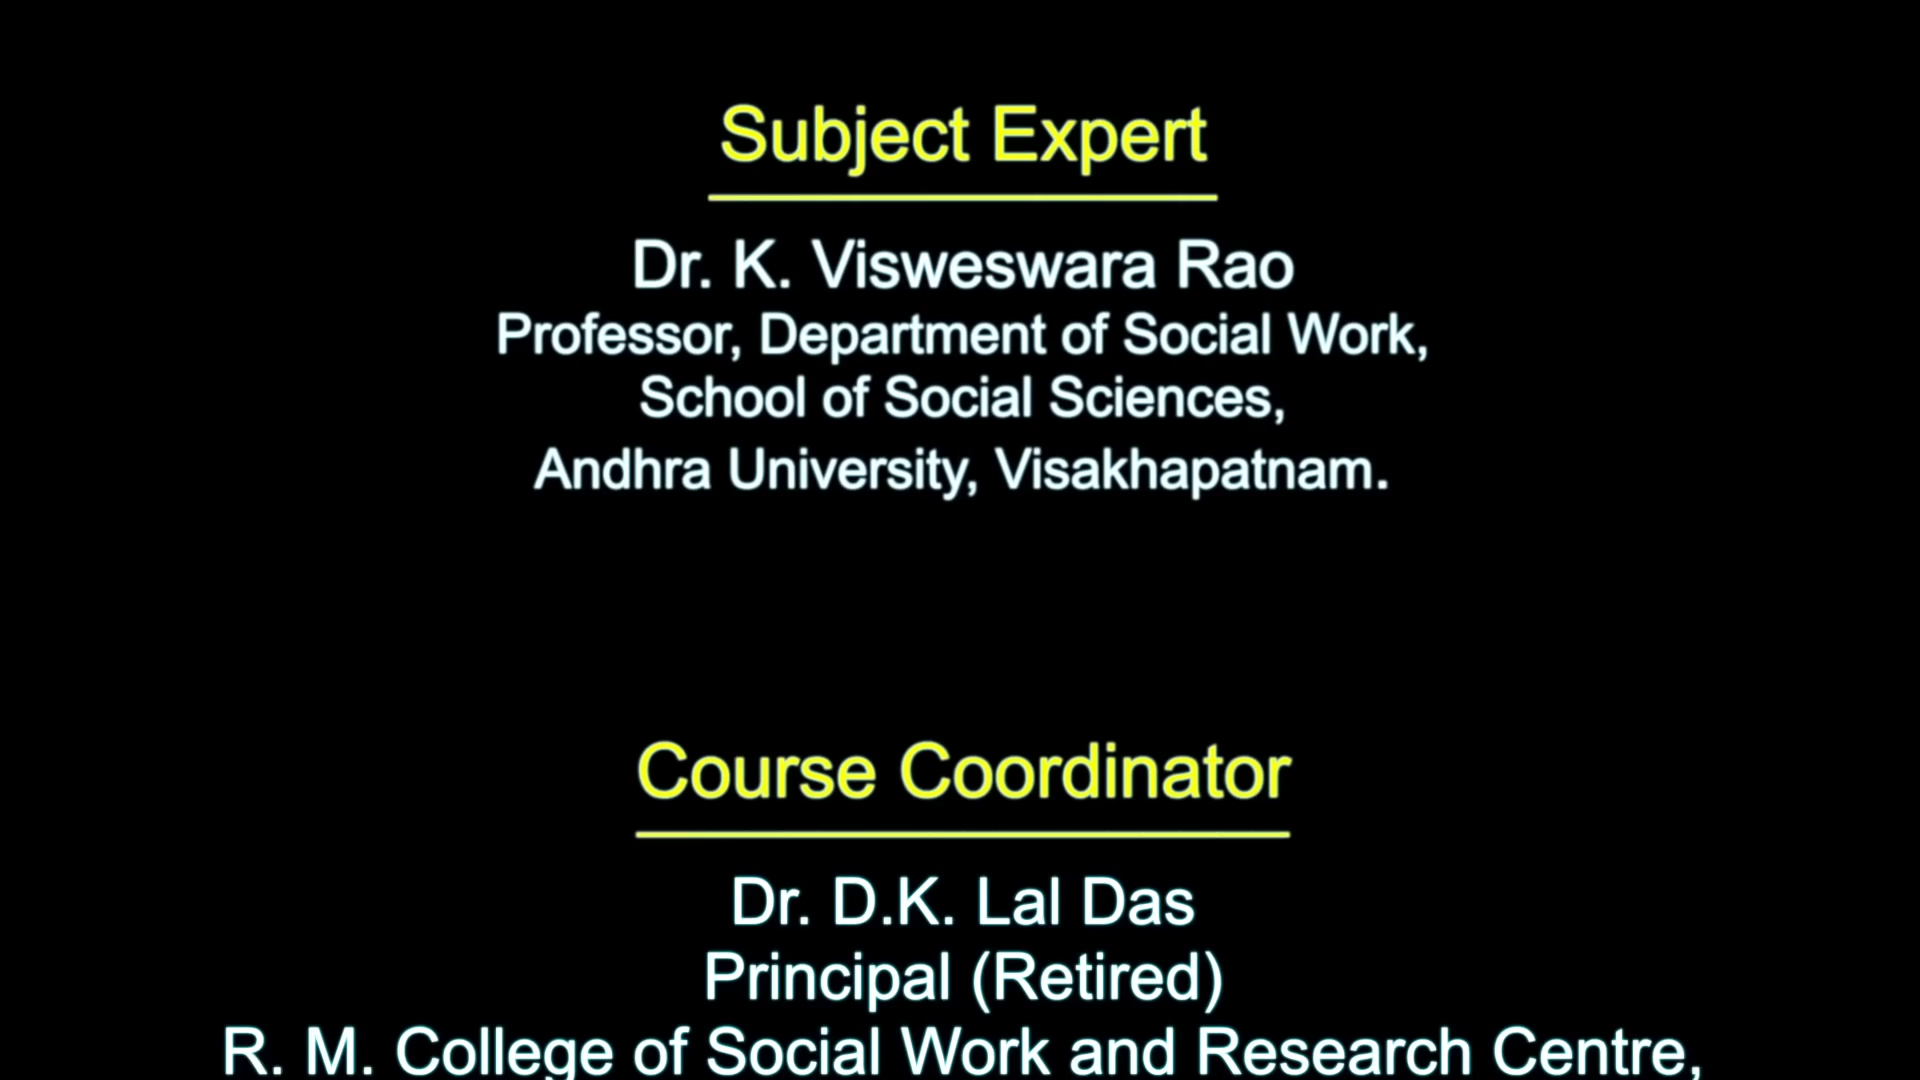 Subject Expert
Dr. K. Visweswara Rao
Professor, Department of Social Work,
School of Social Sciences,
Andhra University, Visakhapatnam.
Course Coordinator
Dr. D.K. Lal Das
Principal (Retired)
R. M. College of Social Work and Research Centre,